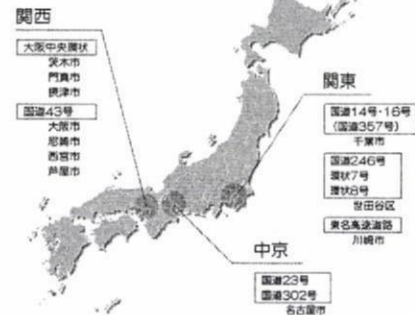 関西
大阪中央環状
茨木市
門真市
摂津市
国道43号
大阪市
尼崎市
西宮市
芦屋市
関東
国道14号・16号
(国道357号)
千葉市
国道246号
環状7号
環状8号
世田谷区
東名高速道路
川崎市
中京
国道23号
国道302号
名古屋市